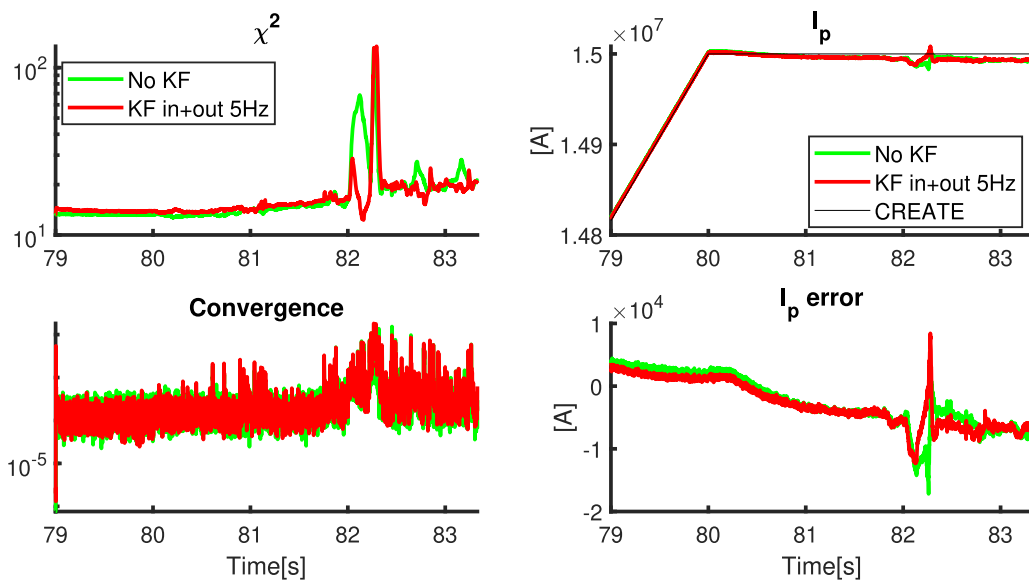 χ²
10²
10¹
No KF
KF in+out 5Hz
79 80 81 82 83
I_p
×10⁷
[A]
1.5
1.49
1.48
No KF
KF in+out 5Hz
CREATE
79 80 81 82 83
Convergence
10⁻⁵
79 80 81 82 83
Time[s]
I_p error
×10⁴
[A]
1
0
-1
-2
79 80 81 82 83
Time[s]